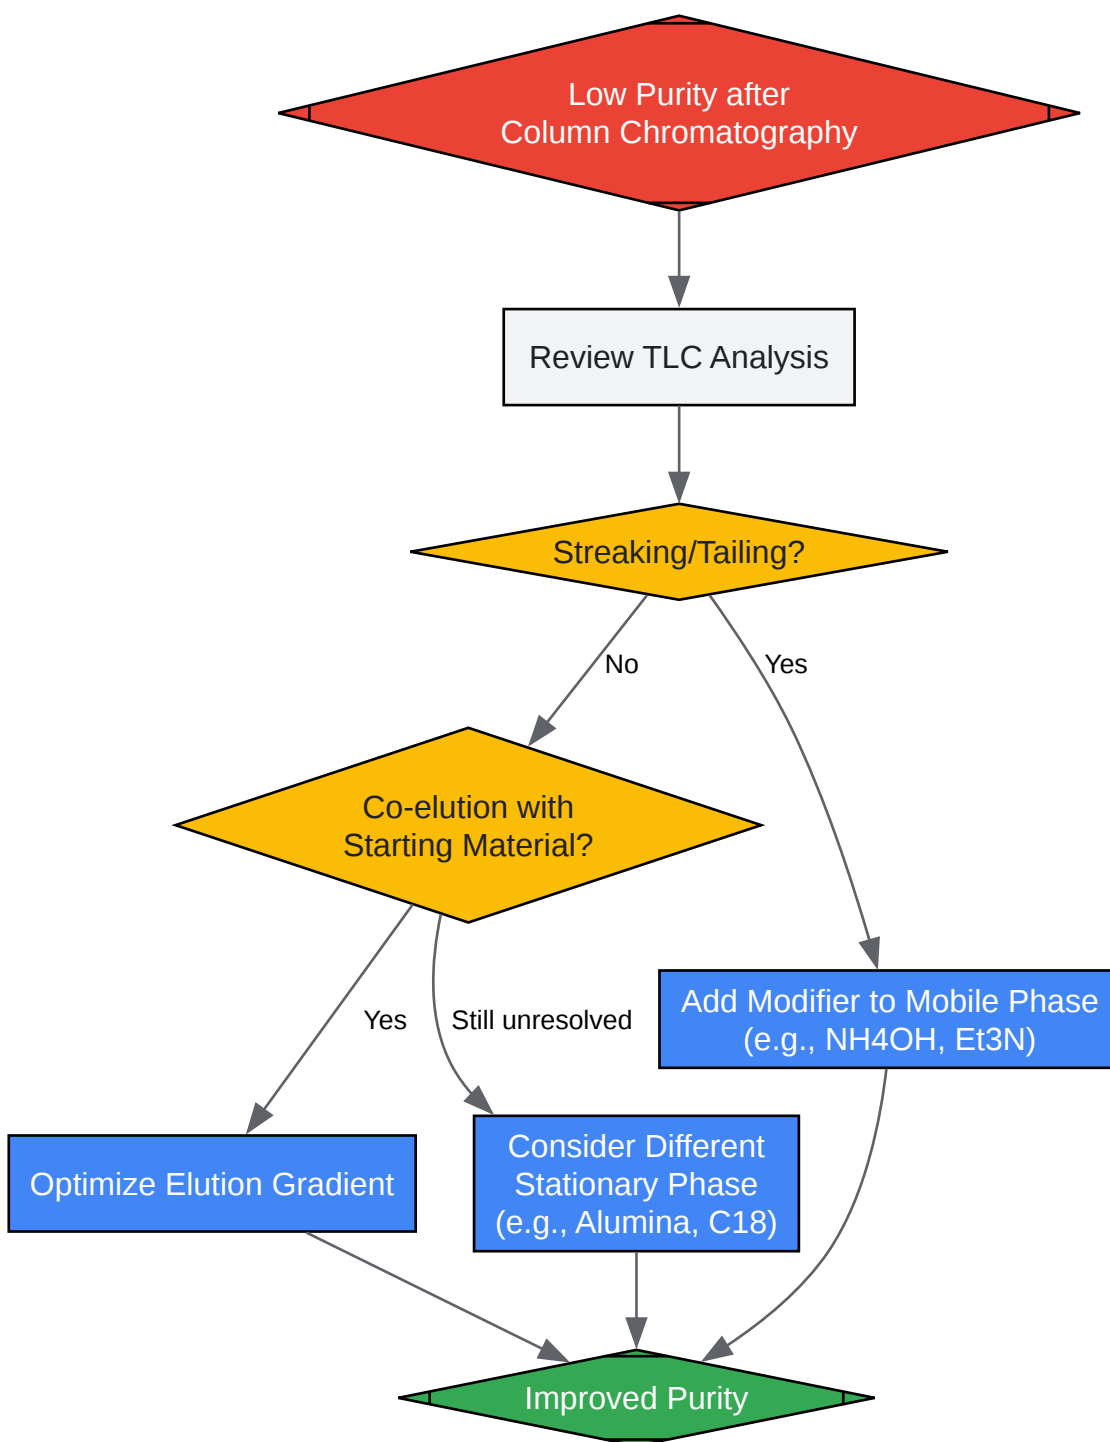 Low Purity after
Column Chromatography
Review TLC Analysis
Streaking/Tailing?
No
Yes
Co-elution with
Starting Material?
Yes
Still unresolved
Add Modifier to Mobile Phase
(e.g., NH4OH, Et3N)
Optimize Elution Gradient
Consider Different
Stationary Phase
(e.g., Alumina, C18)
Improved Purity